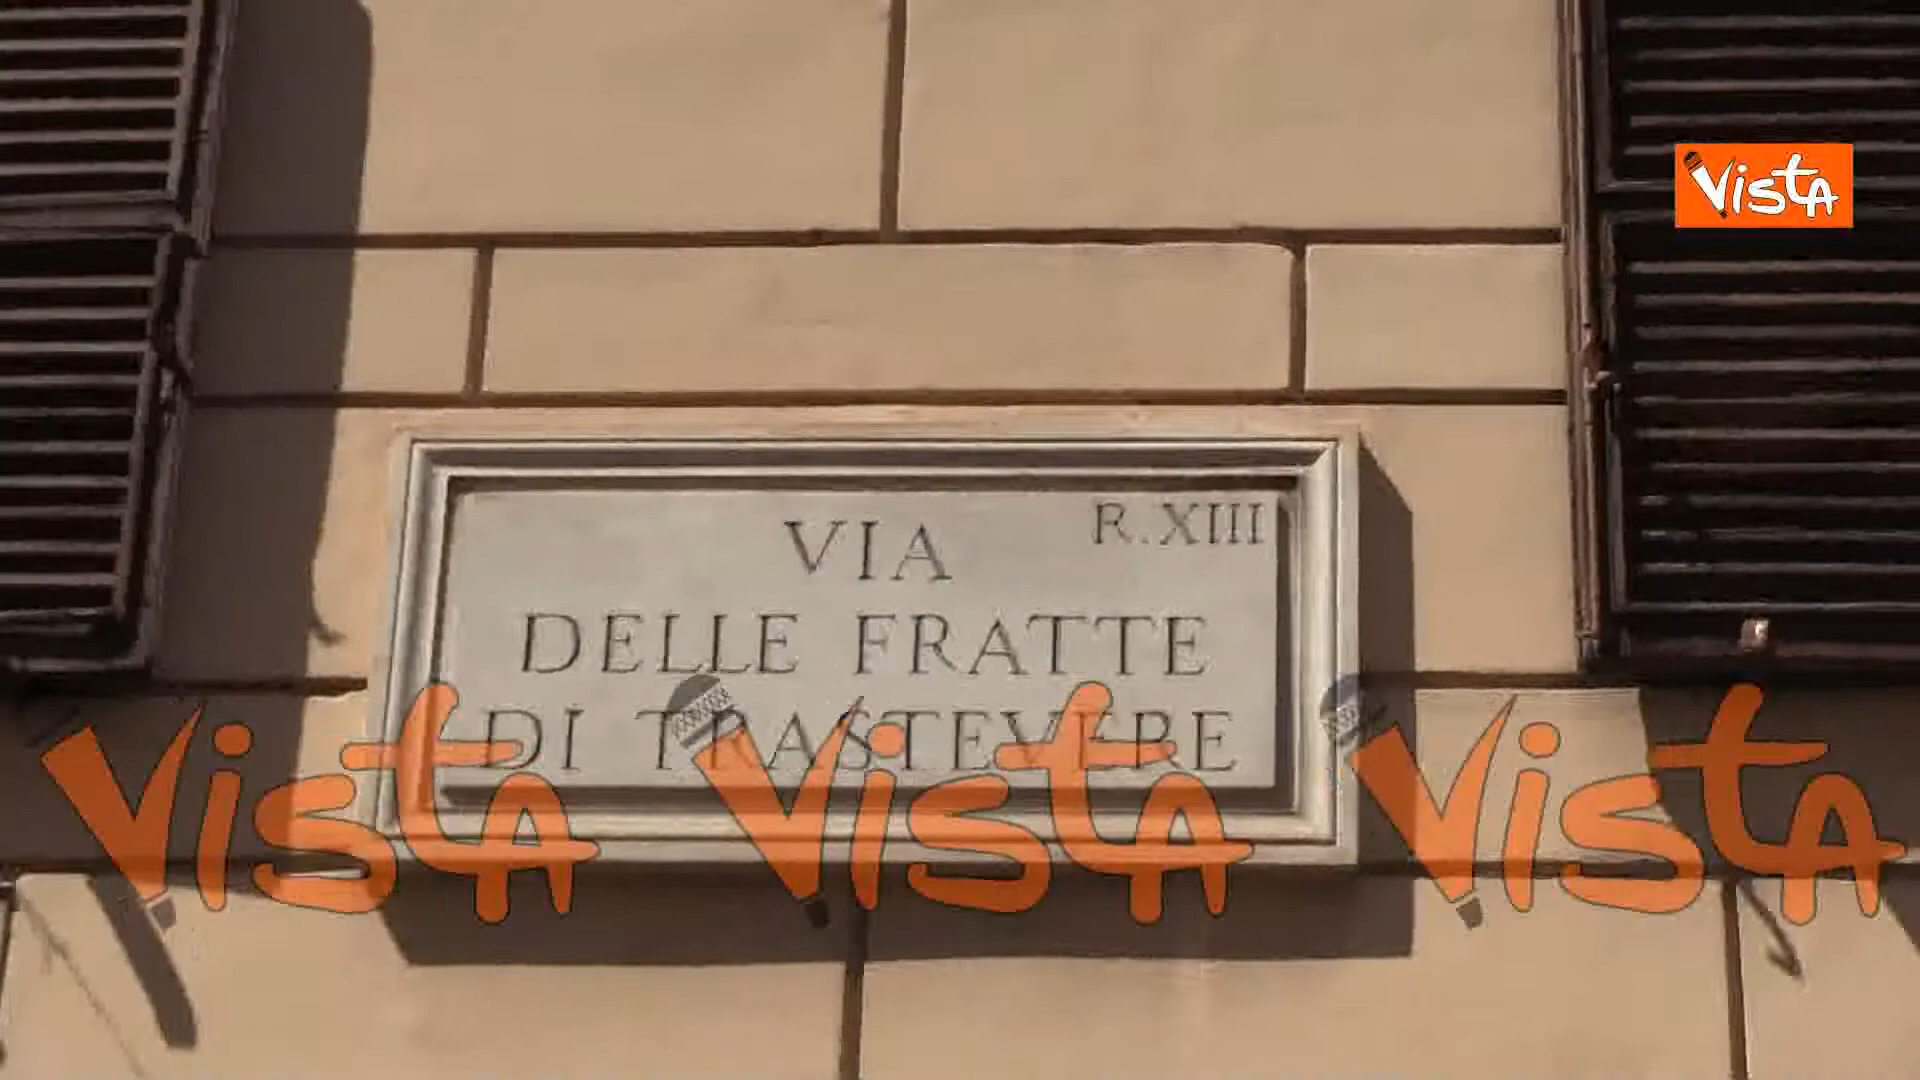 Vista
R.XIII
VIA
DELLE FRATTE
DI TRASTEVERE
Vista Vista Vista